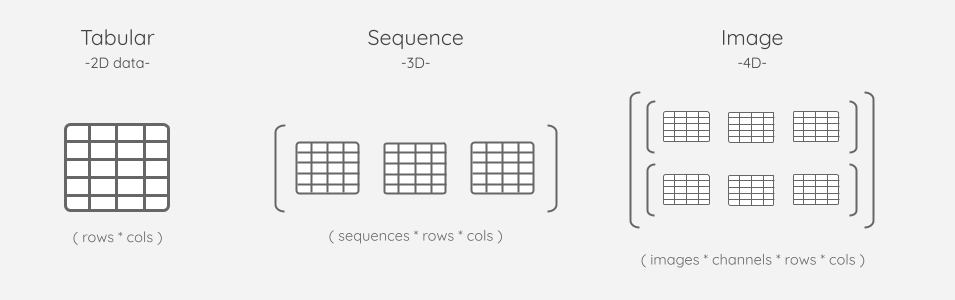 Tabular
-2D data-
( rows * cols )
Sequence
-3D-
( sequences * rows * cols )
Image
-4D-
( images * channels * rows * cols )